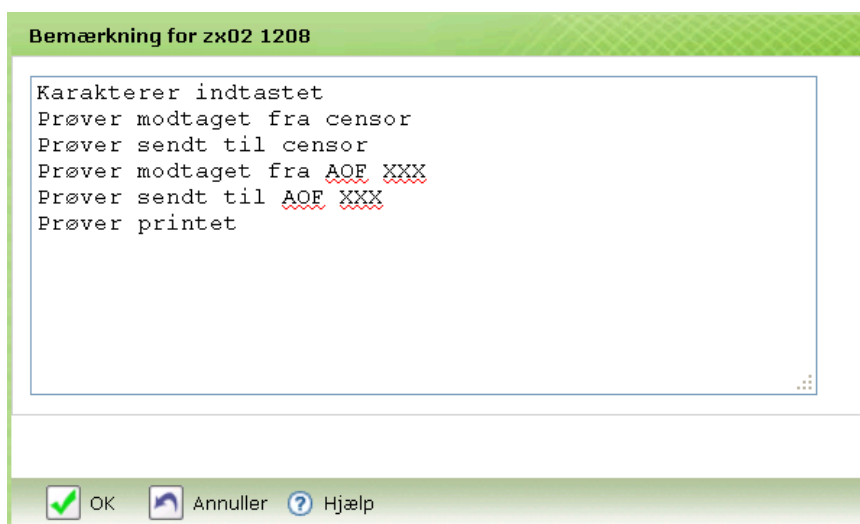 Bemærkning for zx02 1208
Karakterer indtastet
Prøver modtaget fra censor
Prøver sendt til censor
Prøver modtaget fra AOF XXX
Prøver sendt til AOF XXX
Prøver printet
OK Annuller ? Hjælp